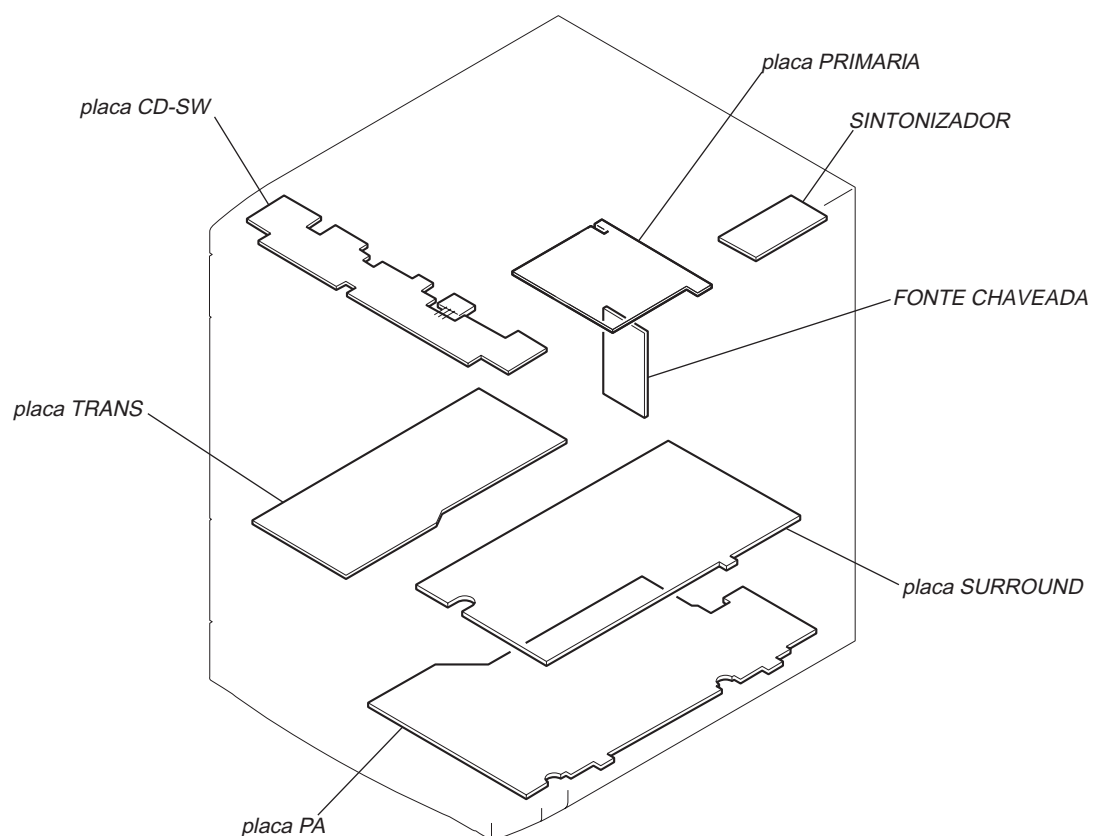 placa PRIMARIA
placa CD-SW
SINTONIZADOR
FONTE CHAVEADA
placa TRANS
placa SURROUND
placa PA